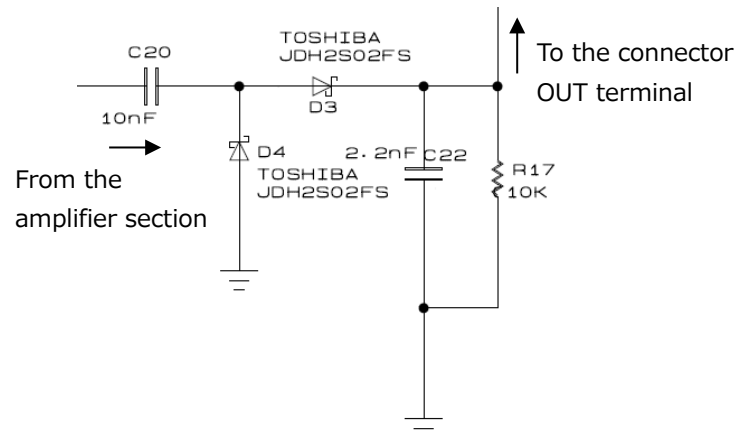 TOSHIBA
JDH2S02FS
C20
D3
10nF
To the connector
OUT terminal
From the
amplifier section
D4
TOSHIBA
JDH2S02FS
2.2nF C22
R17
10K